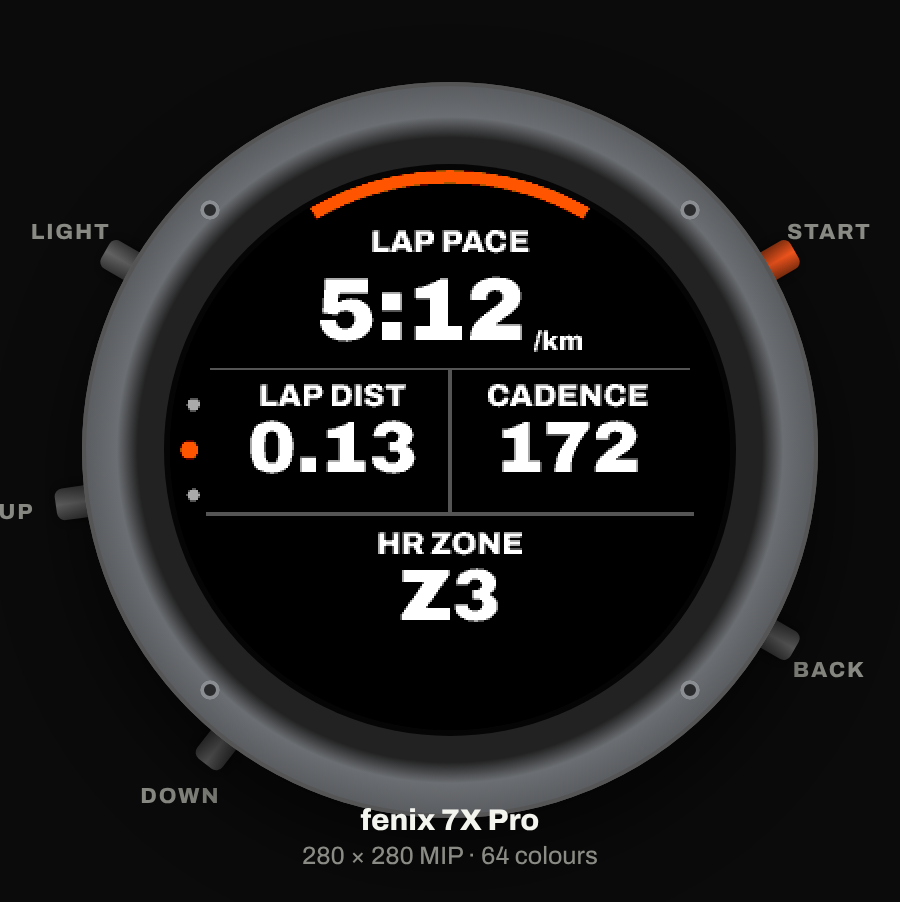 LIGHT
START
LAP PACE
5:12 /km
LAP DIST
CADENCE
0.13
172
UP
HR ZONE
Z3
BACK
DOWN
fenix 7X Pro
280 × 280 MIP · 64 colours